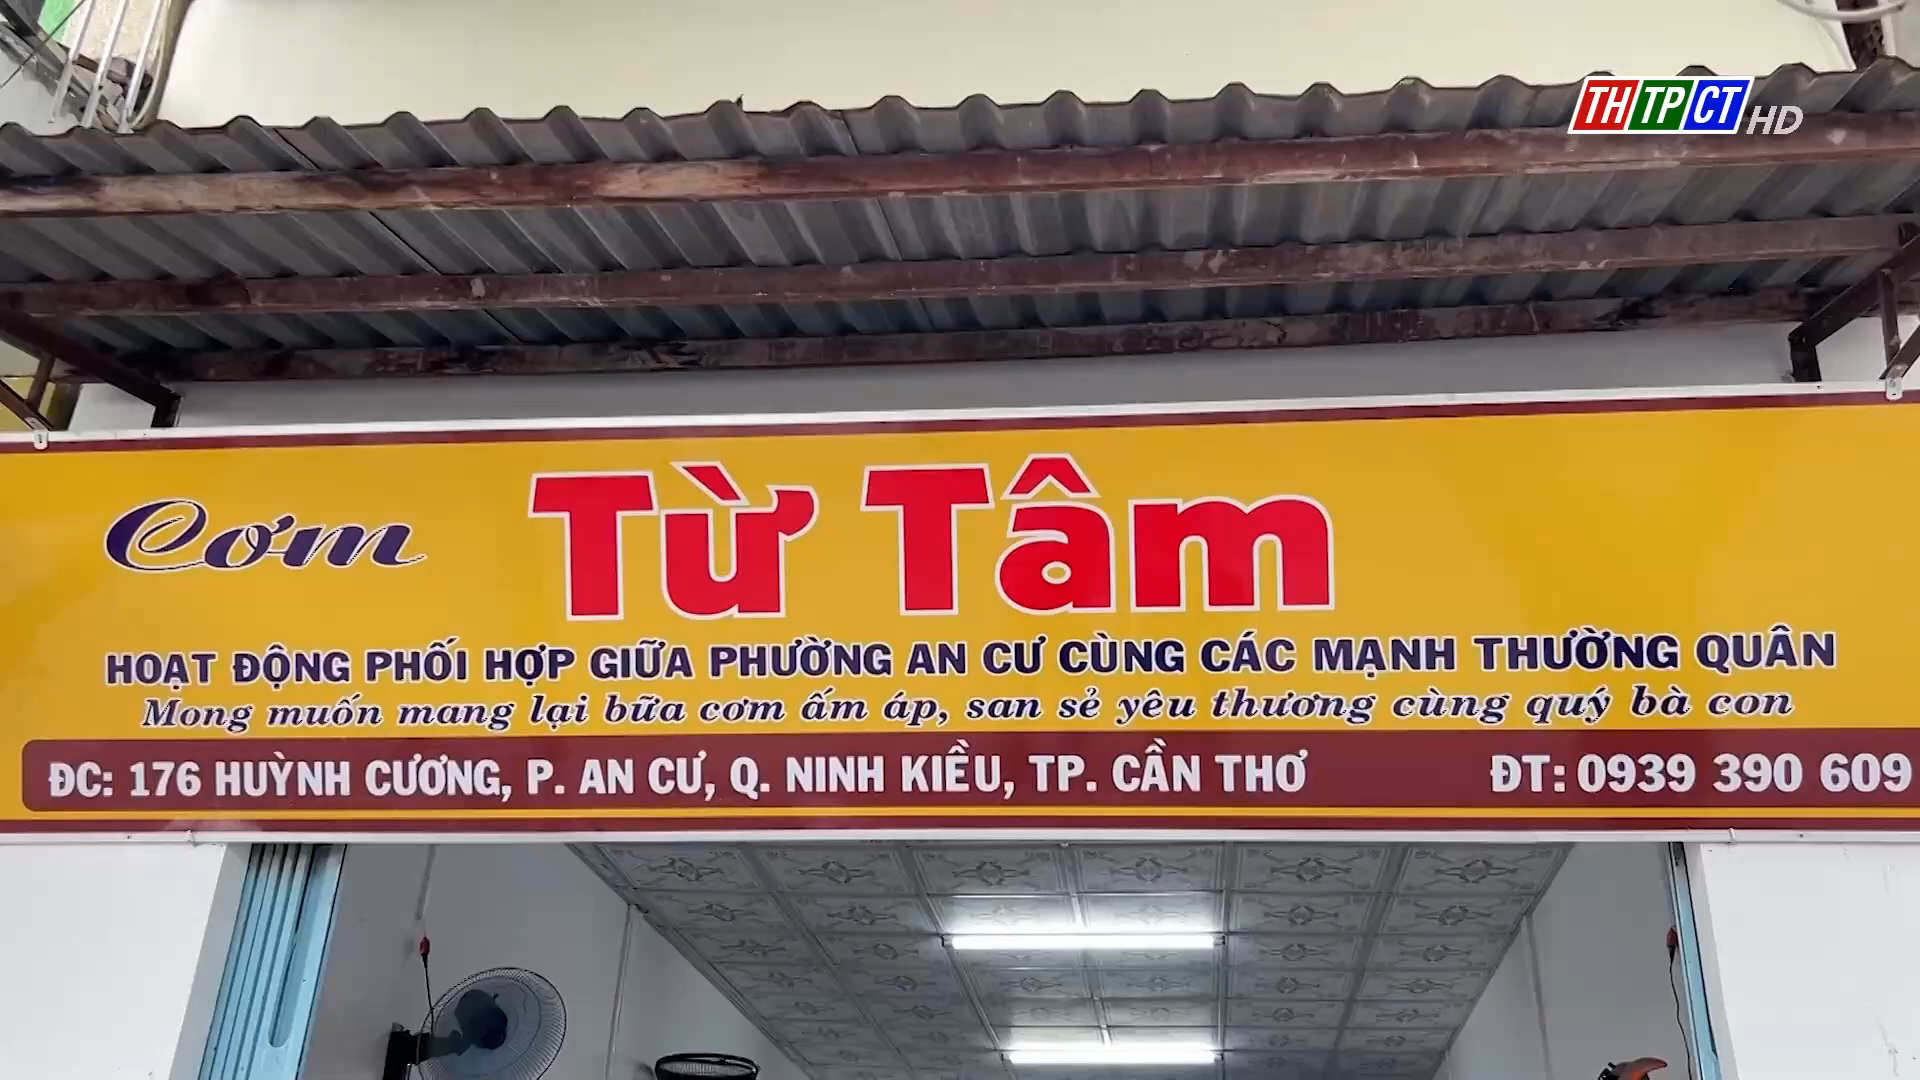 THTPCT HD
Cơm Từ Tâm
HOẠT ĐỘNG PHỐI HỢP GIỮA PHƯỜNG AN CƯ CÙNG CÁC MẠNH THƯỜNG QUÂN
Mong muốn mang lại bữa cơm ấm áp, san sẻ yêu thương cùng quý bà con
ĐC: 176 HUỲNH CƯƠNG, P. AN CƯ, Q. NINH KIỀU, TP. CẦN THƠ ĐT: 0939 390 609